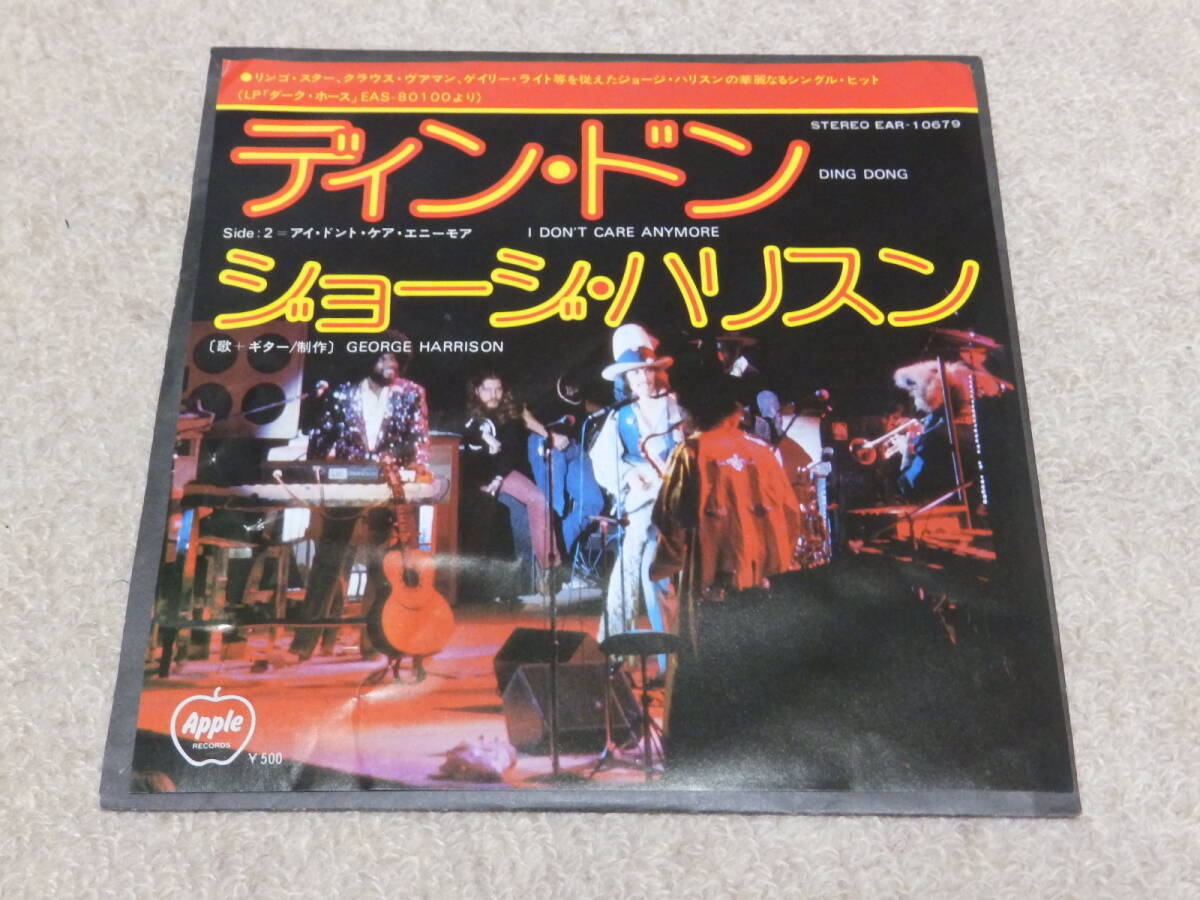 ●リンゴ・スター、クラウス・ヴァマン、ゲイリー・ライト等を従えたジョージ・ハリスンの華麗なるシングル・ヒット
(LP「ダーク・ホース」EAS-80100より)
STEREO EAR-10679
ディン・ドン
DING DONG
Side:2=アイ・ドント・ケア・エニーモア I DON'T CARE ANYMORE
ジョージ・ハリスン
〔歌+ギター/制作〕 GEORGE HARRISON
Apple
RECORDS
¥500